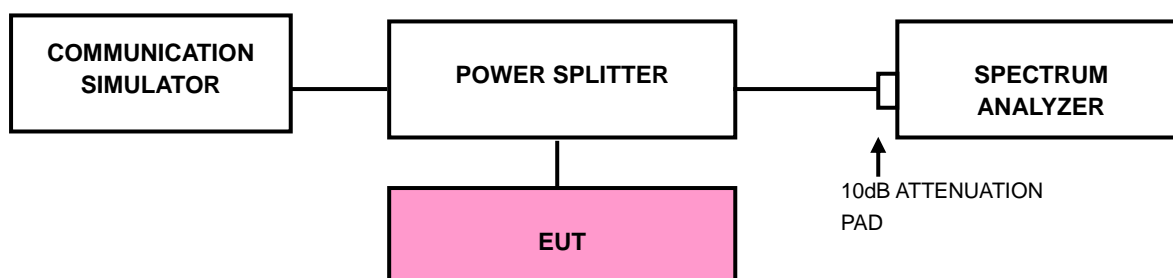 COMMUNICATION
SIMULATOR
POWER SPLITTER
SPECTRUM
ANALYZER
10dB ATTENUATION
PAD
EUT